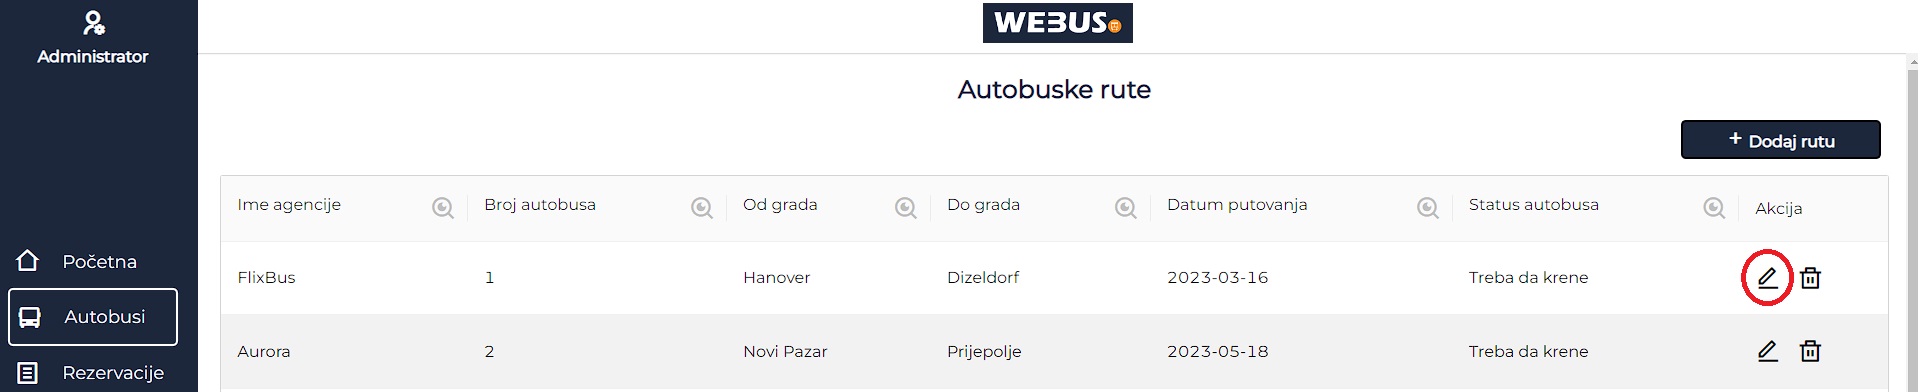 WEBUS
Administrator
Autobuske rute
+ Dodaj rutu
Ime agencije Broj autobusa Od grada Do grada Datum putovanja Status autobusa Akcija
Početna
FlixBus 1 Hanover Dizeldorf 2023-03-16 Treba da krene
Autobusi
Aurora 2 Novi Pazar Prijepolje 2023-05-18 Treba da krene
Rezervacije